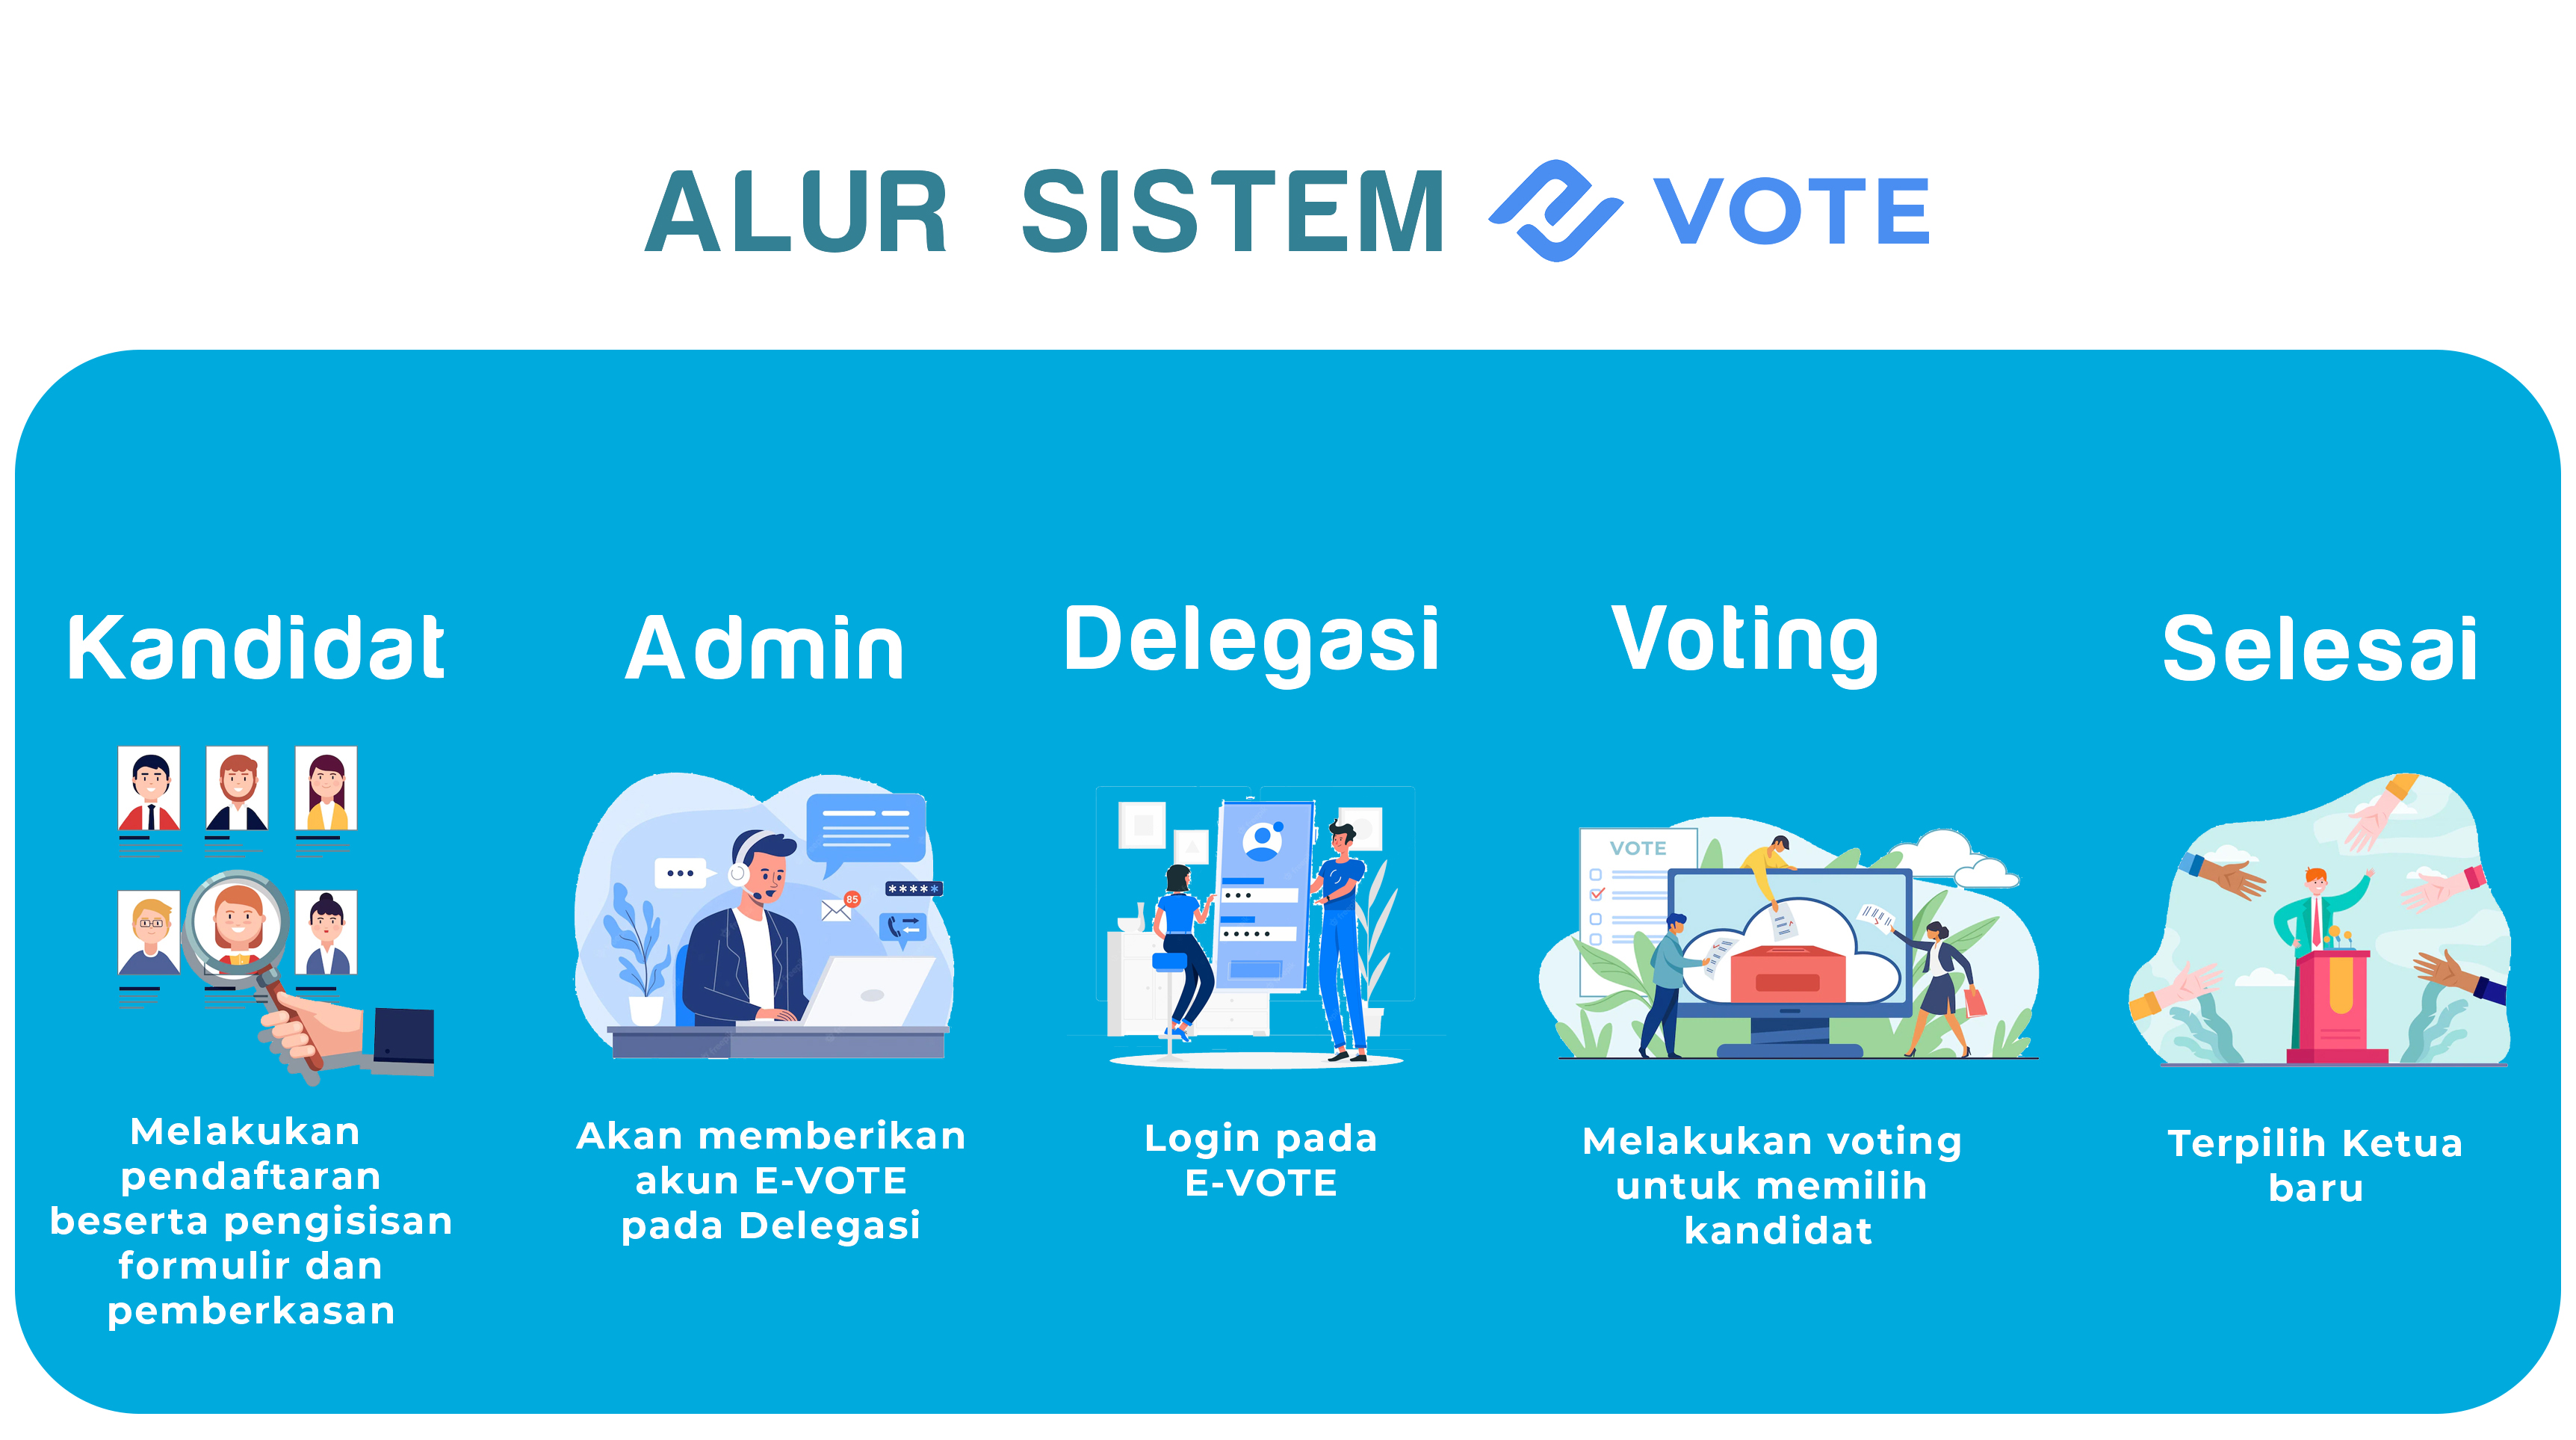 ALUR SISTEM VOTE
Kandidat
Admin
Delegasi
Voting
Selesai
85
*****
VOTE
Melakukan
pendaftaran
beserta pengisisan
formulir dan
pemberkasan
Akan memberikan
akun E-VOTE
pada Delegasi
Login pada
E-VOTE
Melakukan voting
untuk memilih
kandidat
Terpilih Ketua
baru